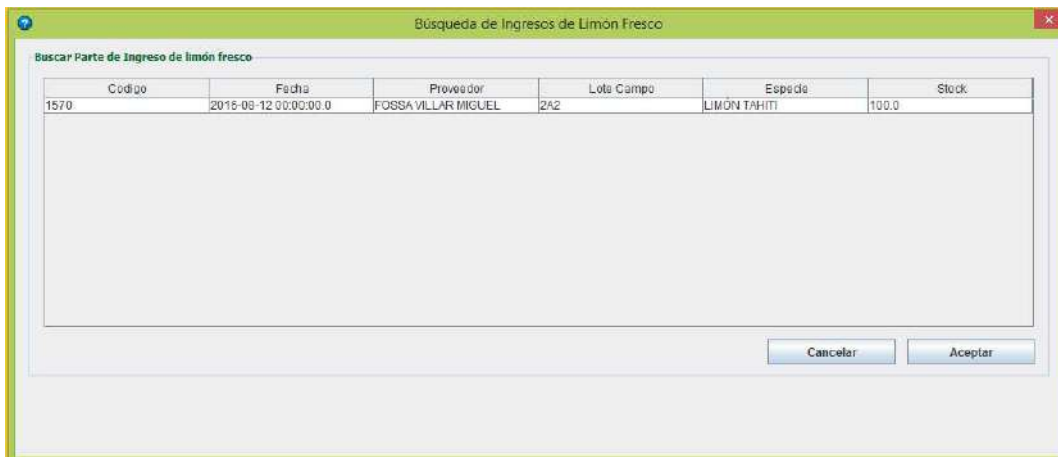 Búsqueda de Ingresos de Limón Fresco
Buscar Parte de Ingreso de limón fresco
Codigo Fecha Proveedor Lote Campo Especie Stock
1570 2016-08-12 00:00:00.0 FOSSA VILLAR MIGUEL 2A2 LIMÓN TAHITI 100.0
Cancelar Aceptar